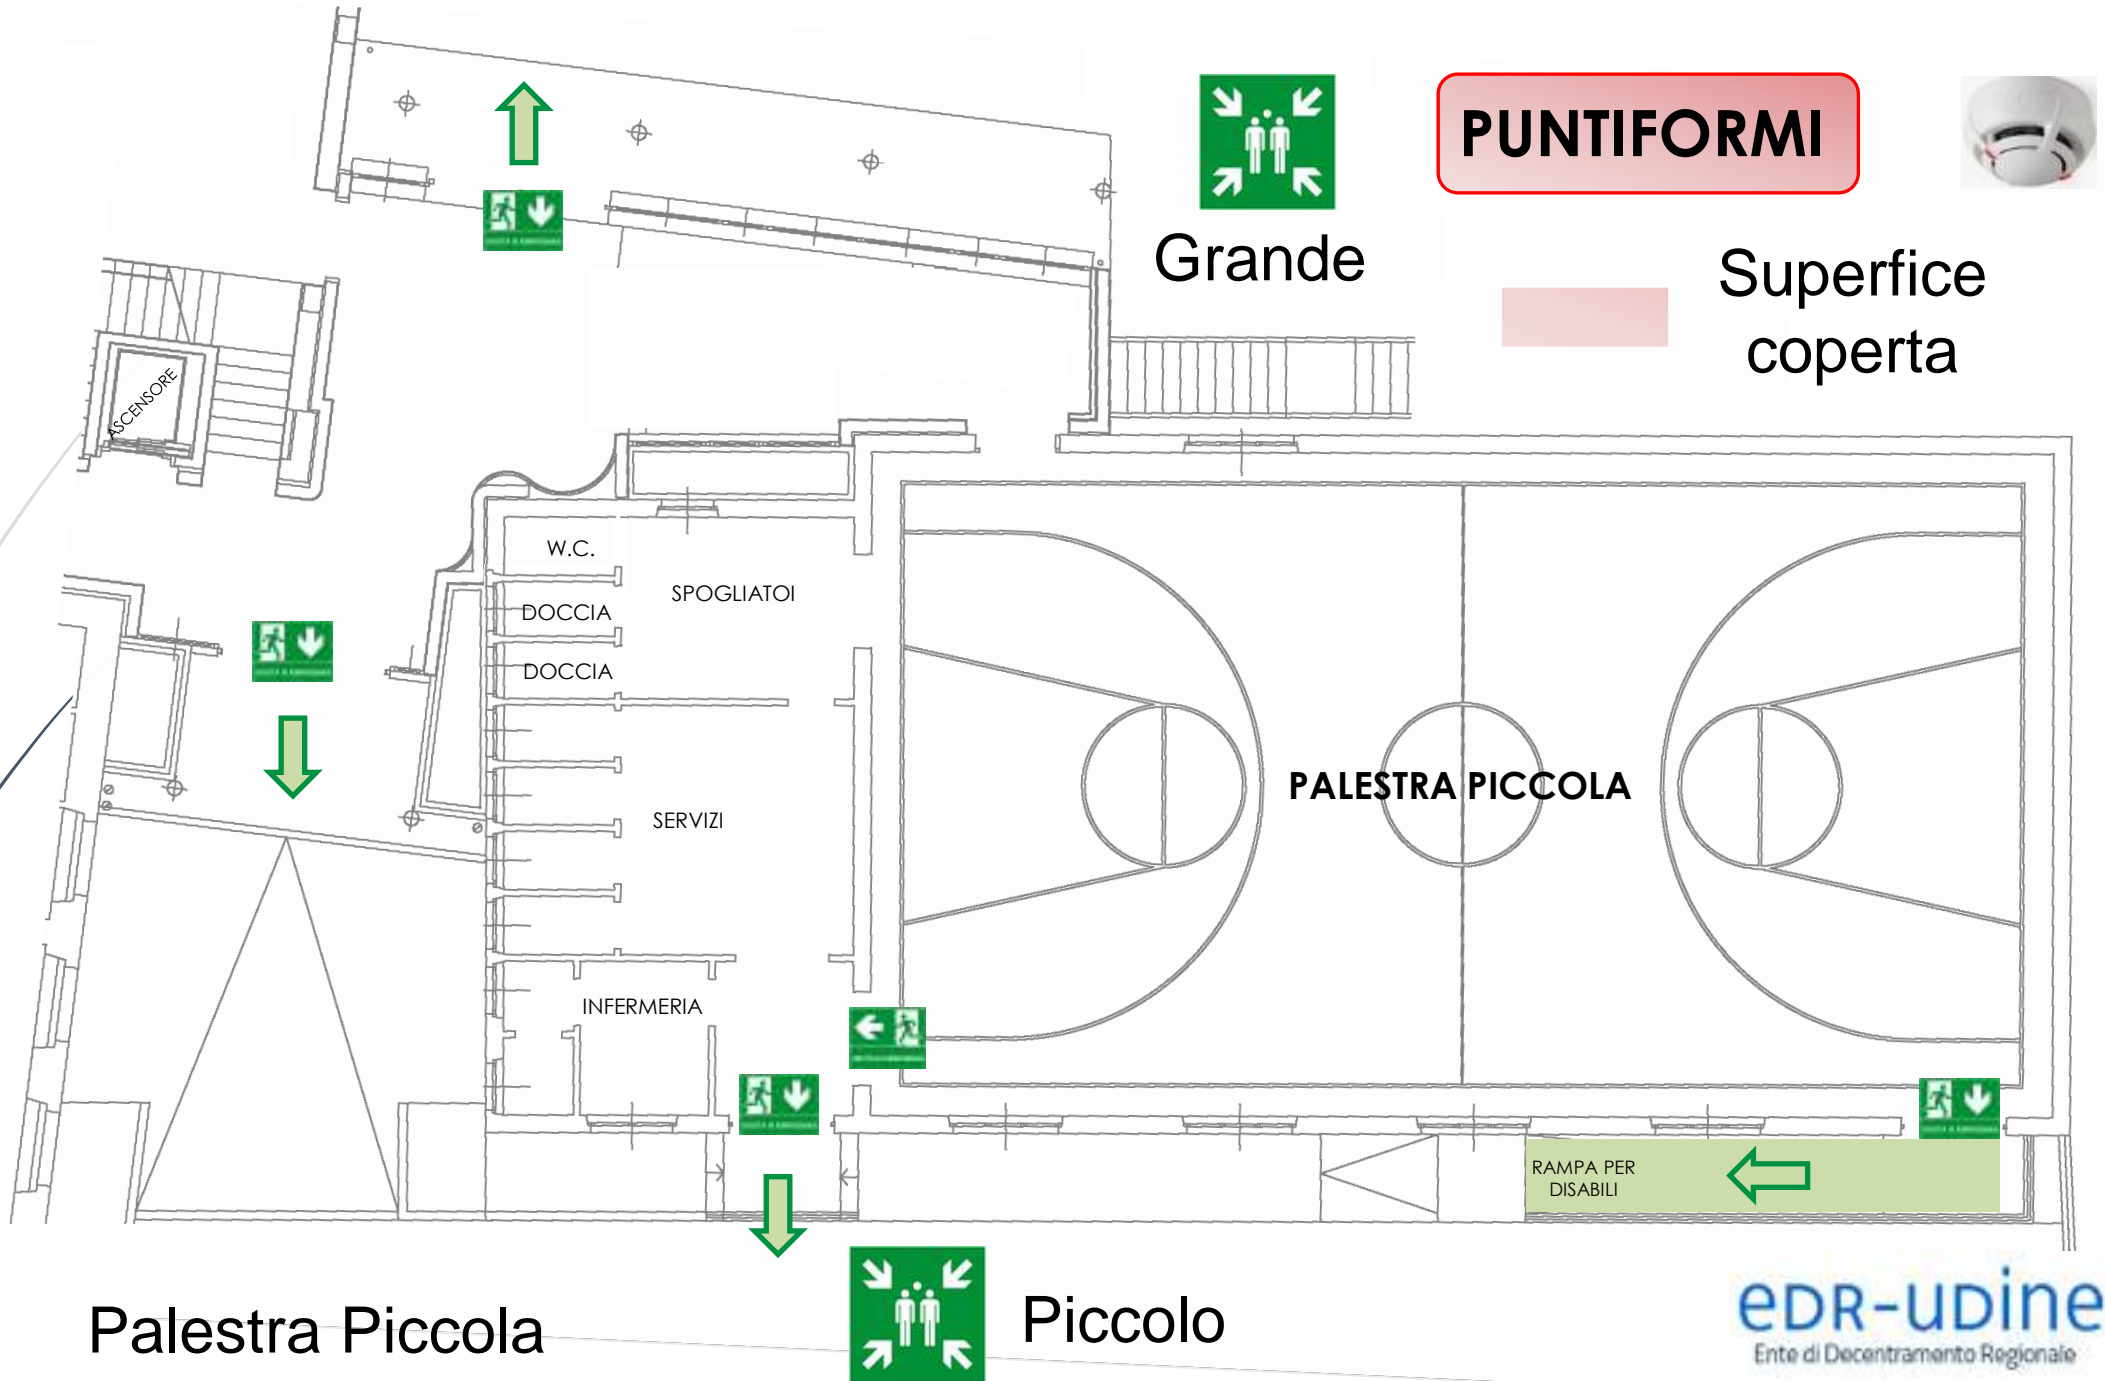 PUNTIFORMI
Grande
Superfice
coperta
ASCENSORE
W.C.
SPOGLIATOI
DOCCIA
DOCCIA
PALESTRA PICCOLA
SERVIZI
INFERMERIA
RAMPA PER
DISABILI
Palestra Piccola
Piccolo
eDR-uDine
Ente di Decentramento Regionale